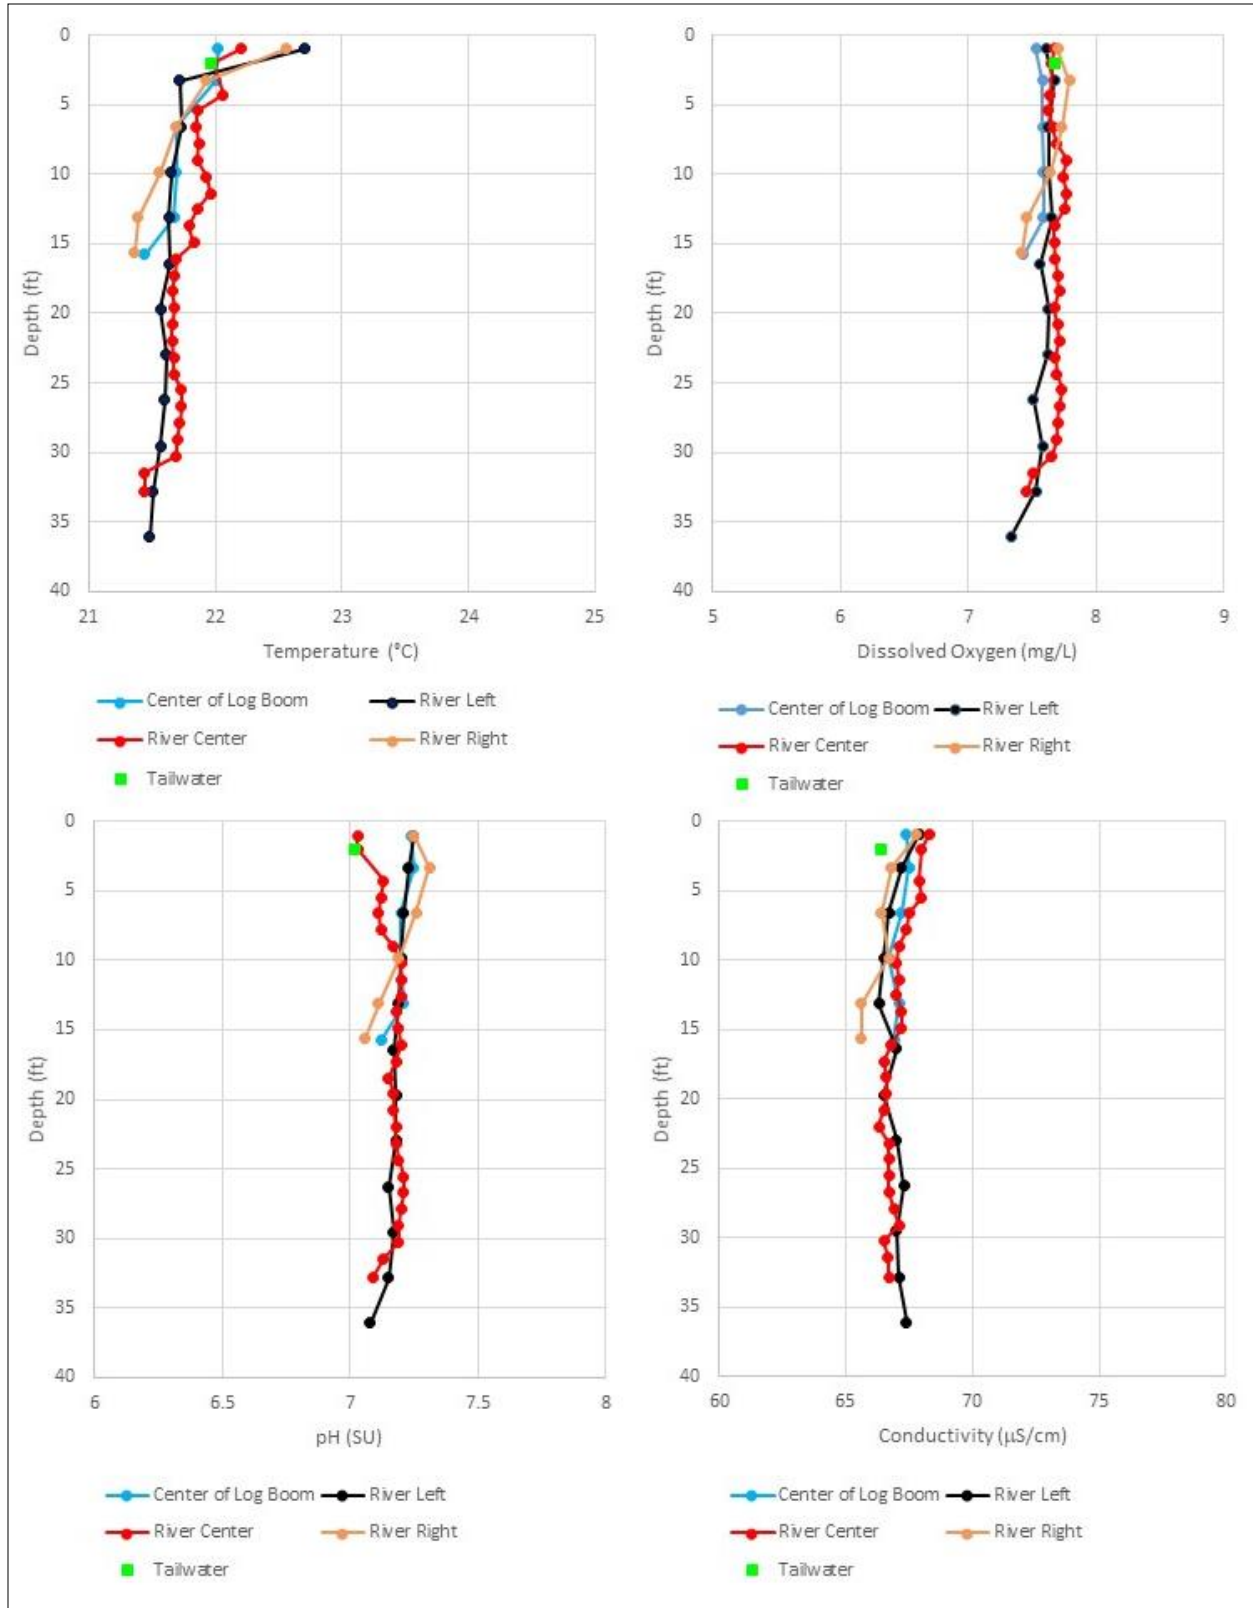 0
5
10
15
20
25
30
35
40
Depth (ft)
21 22 23 24 25
Temperature (°C)
Center of Log Boom River Left
River Center River Right
Tailwater
0
5
10
15
20
25
30
35
40
Depth (ft)
5 6 7 8 9
Dissolved Oxygen (mg/L)
Center of Log Boom River Left
River Center River Right
Tailwater
0
5
10
15
20
25
30
35
40
Depth (ft)
6 6.5 7 7.5 8
pH (SU)
Center of Log Boom River Left
River Center River Right
Tailwater
0
5
10
15
20
25
30
35
40
Depth (ft)
60 65 70 75 80
Conductivity (µS/cm)
Center of Log Boom River Left
River Center River Right
Tailwater